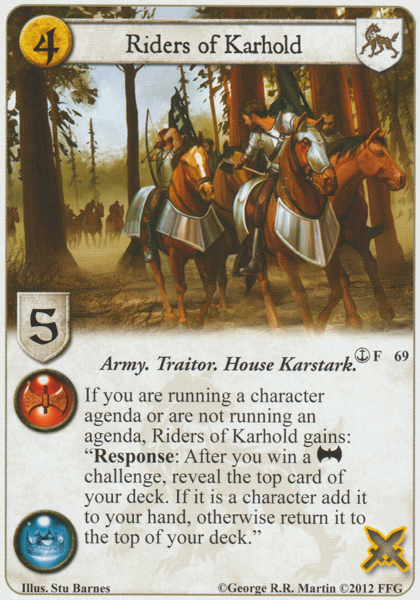 4
Riders of Karhold
5
Army. Traitor. House Karstark. F 69
If you are running a character
agenda or are not running an
agenda, Riders of Karhold gains:
“Response: After you win a
challenge, reveal the top card of
your deck. If it is a character add it
to your hand, otherwise return it to
the top of your deck.”
Illus. Stu Barnes ©George R.R. Martin ©2012 FFG